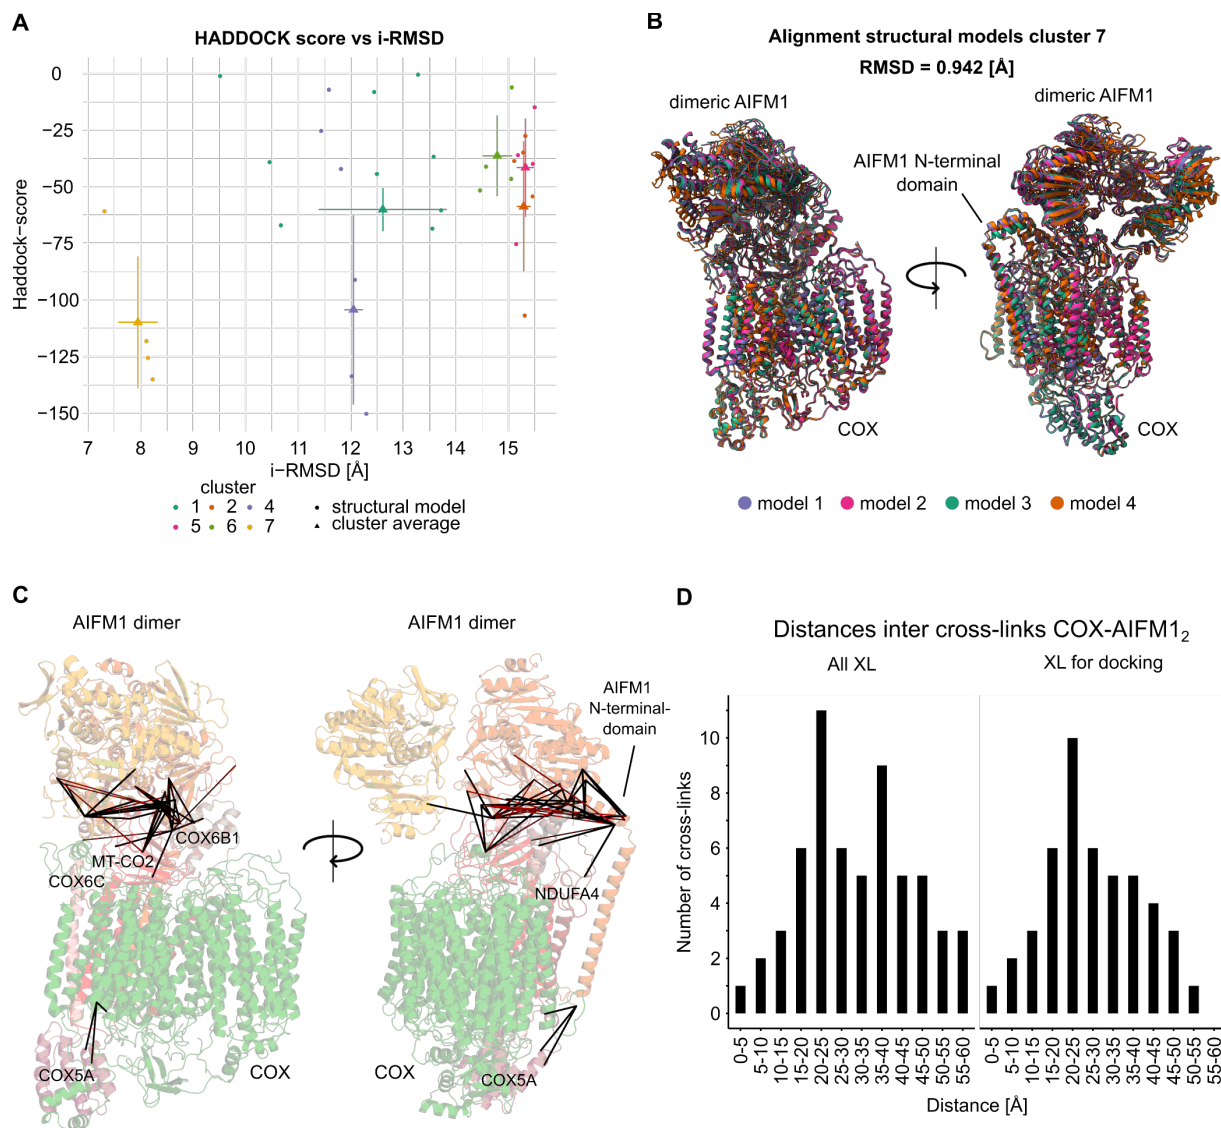 A
HADDOCK score vs i-RMSD
0
−25
−50
−75
−100
−125
−150
Haddock−score
7 8 9 10 11 12 13 14 15
i−RMSD [Å]
cluster
1 2 4
5 6 7
structural model
cluster average
B
Alignment structural models cluster 7
RMSD = 0.942 [Å]
dimeric AIFM1
dimeric AIFM1
AIFM1 N-terminal
domain
COX
COX
model 1 model 2 model 3 model 4
C
AIFM1 dimer
AIFM1 dimer
AIFM1
N-terminal-
domain
COX6B1
MT-CO2
COX6C
NDUFA4
COX5A
COX
COX
COX5A
D
Distances inter cross-links COX-AIFM1₂
All XL
XL for docking
Number of cross-links
10
8
6
4
2
0
0-5 5-10 10-15 15-20 20-25 25-30 30-35 35-40 40-45 45-50 50-55 55-60
0-5 5-10 10-15 15-20 20-25 25-30 30-35 35-40 40-45 45-50 50-55 55-60
Distance [Å]